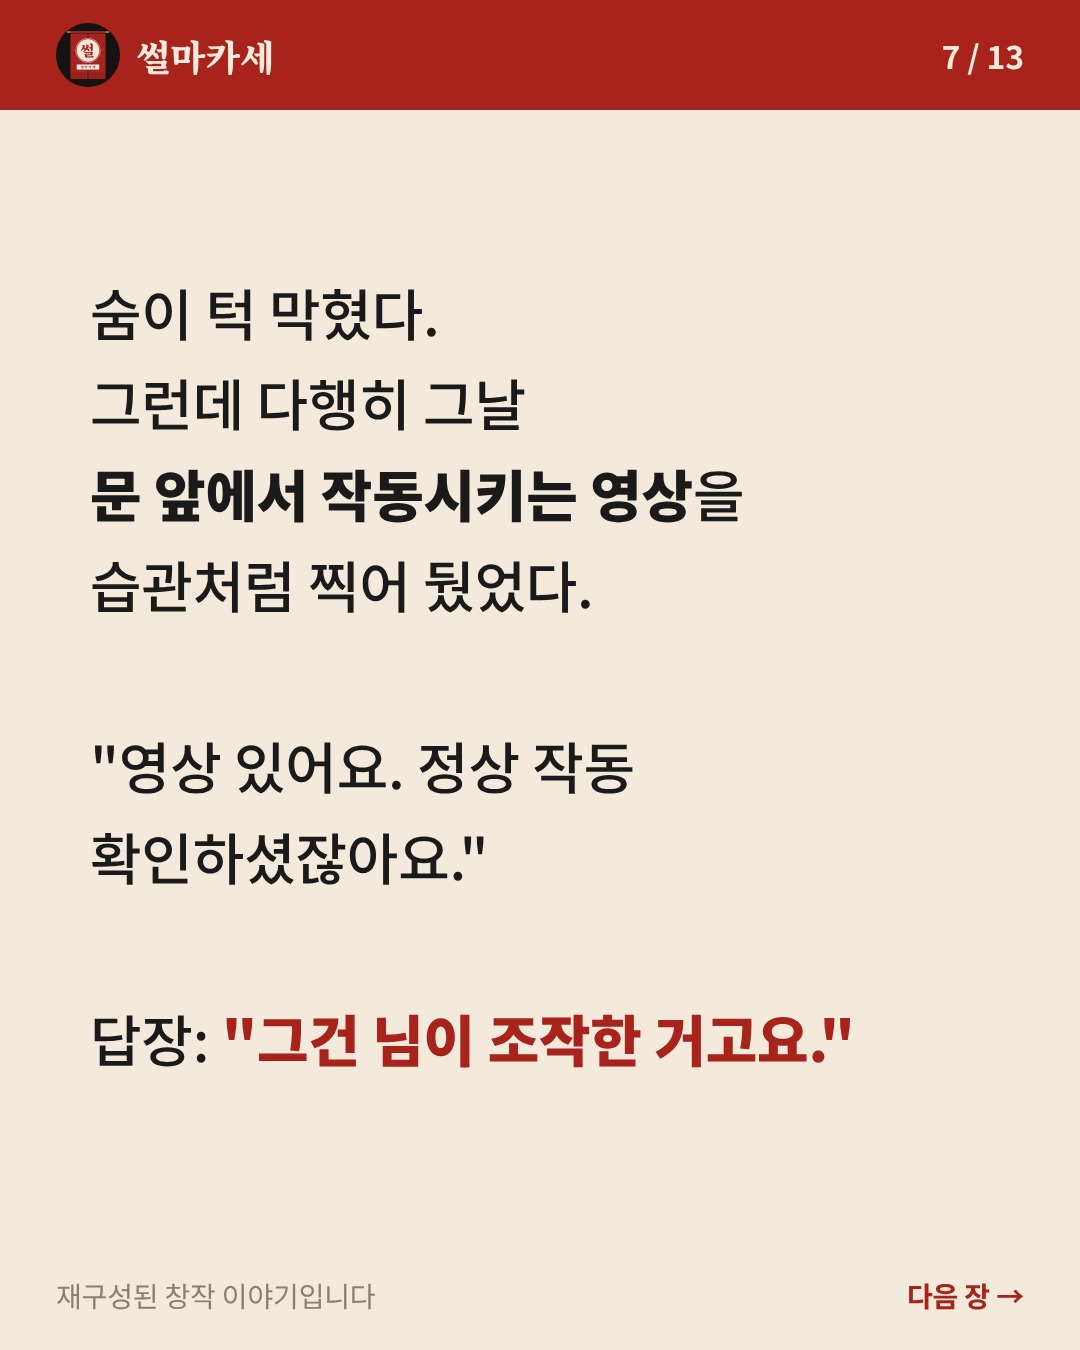 썰
썰마카세
7 / 13
숨이 턱 막혔다.
그런데 다행히 그날
문 앞에서 작동시키는 영상을
습관처럼 찍어 뒀었다.
"영상 있어요. 정상 작동
확인하셨잖아요."
답장: "그건 님이 조작한 거고요."
재구성된 창작 이야기입니다
다음 장 →